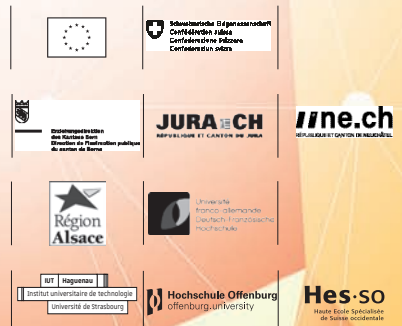 Schweizerische Eidgenossenschaft
Confédération suisse
Confederazione Svizzera
Confederaziun svizra
Erziehungsdirektion
des Kantons Bern
Direction de l'instruction publique
du canton de Berne
JURA CH
RÉPUBLIQUE ET CANTON DU JURA
ne.ch
RÉPUBLIQUE ET CANTON DE NEUCHÂTEL
Région
Alsace
Université
franco-allemande
Deutsch-Französische
Hochschule
IUT Haguenau
Institut universitaire de technologie
Université de Strasbourg
Hochschule Offenburg
offenburg.university
Hes·so
Haute Ecole Spécialisée
de Suisse occidentale